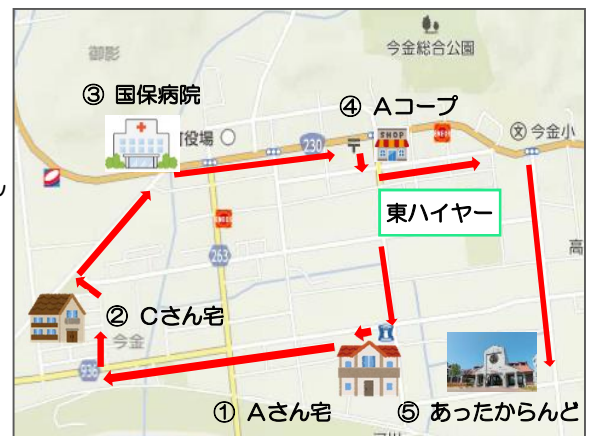 御影
今金総合公園
③ 国保病院
④ Aコープ
町役場
230
〒
SHOP
文 今金小
東ハイヤー
263
高
② Cさん宅
今金
936
① Aさん宅
⑤ あったからんど